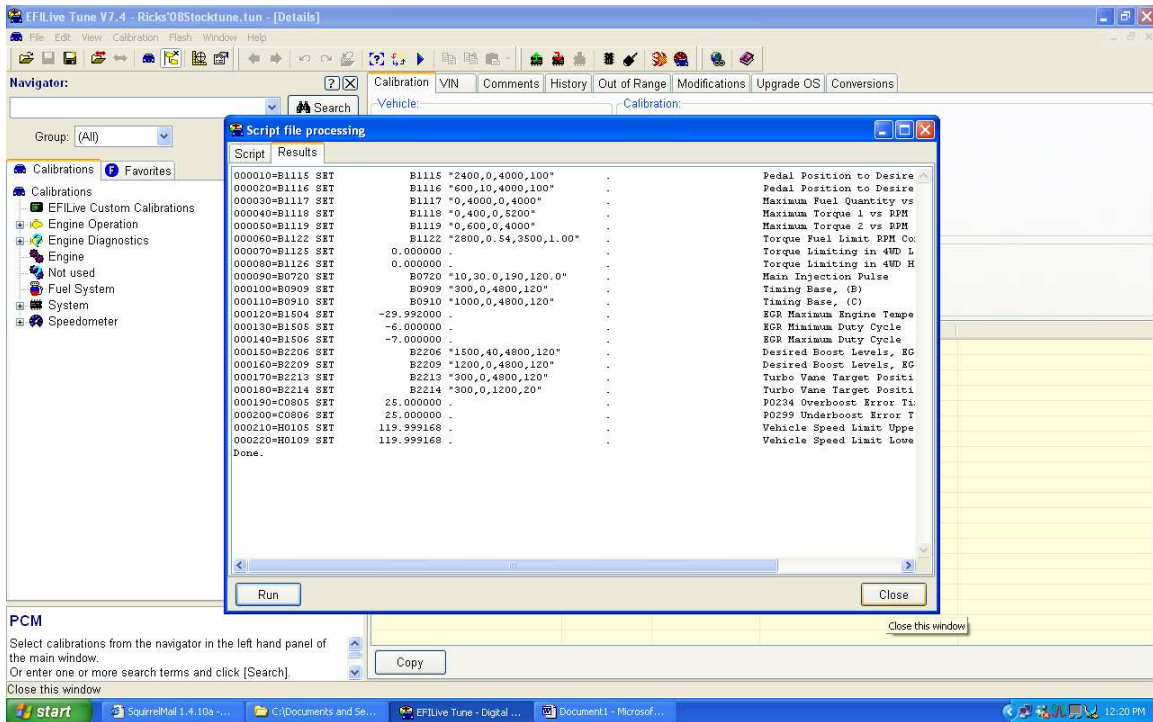 EFILive Tune V7.4 - Ricks'08Stocktune.tun - [Details]
File Edit View Calibration Flash Window Help
Navigator:
Search
Group: (All)
Calibrations Favorites
Calibrations
EFILive Custom Calibrations
Engine Operation
Engine Diagnostics
Engine
Not used
Fuel System
System
Speedometer
Calibration VIN Comments History Out of Range Modifications Upgrade OS Conversions
Vehicle: Calibration:
Script file processing
Script Results
000010=B1115 SET B1115 "2400,0,4000,100" . Pedal Position to Desire
000020=B1116 SET B1116 "600,10,4000,100" . Pedal Position to Desire
000030=B1117 SET B1117 "0,4000,0,4000" . Maximum Fuel Quantity vs
000040=B1118 SET B1118 "0,400,0,5200" . Maximum Torque 1 vs RPM
000050=B1119 SET B1119 "0,600,0,4000" . Maximum Torque 2 vs RPM
000060=B1122 SET B1122 "2800,0.54,3500,1.00" . Torque Fuel Limit RPM Co
000070=B1125 SET 0.000000 . . Torque Limiting in 4WD L
000080=B1126 SET 0.000000 . . Torque Limiting in 4WD H
000090=B0720 SET B0720 "10,30.0,190,120.0" . Main Injection Pulse
000100=B0909 SET B0909 "300,0,4800,120" . Timing Base, (B)
000110=B0910 SET B0910 "1000,0,4800,120" . Timing Base, (C)
000120=B1504 SET -29.992000 . . EGR Maximum Engine Tempe
000130=B1505 SET -6.000000 . . EGR Minimum Duty Cycle
000140=B1506 SET -7.000000 . . EGR Maximum Duty Cycle
000150=B2206 SET B2206 "1500,40,4800,120" . Desired Boost Levels, EG
000160=B2209 SET B2209 "1200,0,4800,120" . Desired Boost Levels, EG
000170=B2213 SET B2213 "300,0,4800,120" . Turbo Vane Target Positi
000180=B2214 SET B2214 "300,0,1200,20" . Turbo Vane Target Positi
000190=C0805 SET 25.000000 . . P0234 Overboost Error Ti
000200=C0806 SET 25.000000 . . P0299 Underboost Error T
000210=H0105 SET 119.999168 . . Vehicle Speed Limit Uppe
000220=H0109 SET 119.999168 . . Vehicle Speed Limit Lowe
Done.
Run Close
Close this window
PCM
Select calibrations from the navigator in the left hand panel of
the main window.
Or enter one or more search terms and click [Search].
Copy
Close this window
start SquirrelMail 1.4.10a -... C:\Documents and Se... EFILive Tune - Digital ... Document1 - Microsof... 12:20 PM